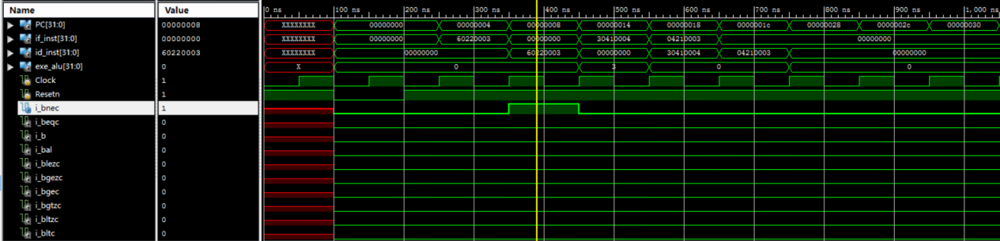 Name Value 0 ns 100 ns 200 ns 300 ns 400 ns 500 ns 600 ns 700 ns 800 ns 900 ns 1,000 ns
PC[31:0] 00000008 XXXXXXXX 00000000 00000004 00000008 00000014 00000018 0000001c 00000028 0000002c 00000030
if_inst[31:0] 00000000 XXXXXXXX 00000000 60220003 00000000 30410004 04210003 00000000
id_inst[31:0] 60220003 XXXXXXXX 00000000 60220003 00000000 30410004 04210003 00000000
exe_alu[31:0] 0 X 0 3 0 0
Clock 1
Resetn 1
i_bnec 1
i_beqc 0
i_b 0
i_bal 0
i_blezc 0
i_bgezc 0
i_bgec 0
i_bgtzc 0
i_bltzc 0
i_bltc 0